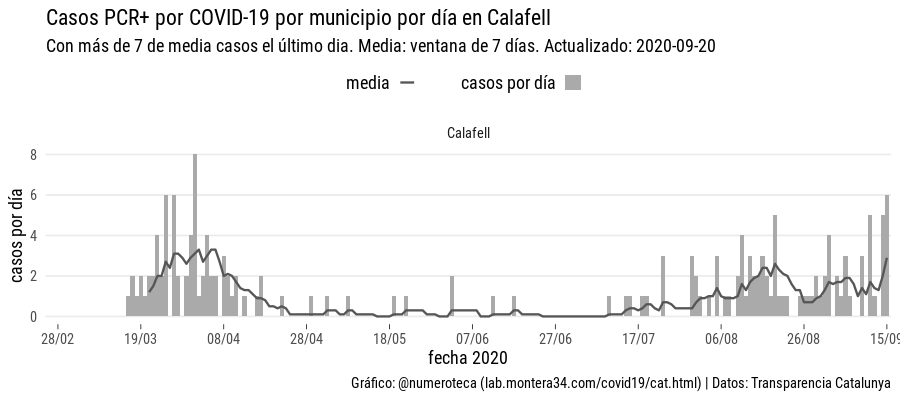 Casos PCR+ por COVID-19 por municipio por día en Calafell
Con más de 7 de media casos el último dia. Media: ventana de 7 días. Actualizado: 2020-09-20
media casos por día
Calafell
casos por día
8
6
4
2
0
28/02 19/03 08/04 28/04 18/05 07/06 27/06 17/07 06/08 26/08 15/09
fecha 2020
Gráfico: @numeroteca (lab.montera34.com/covid19/cat.html) | Datos: Transparencia Catalunya